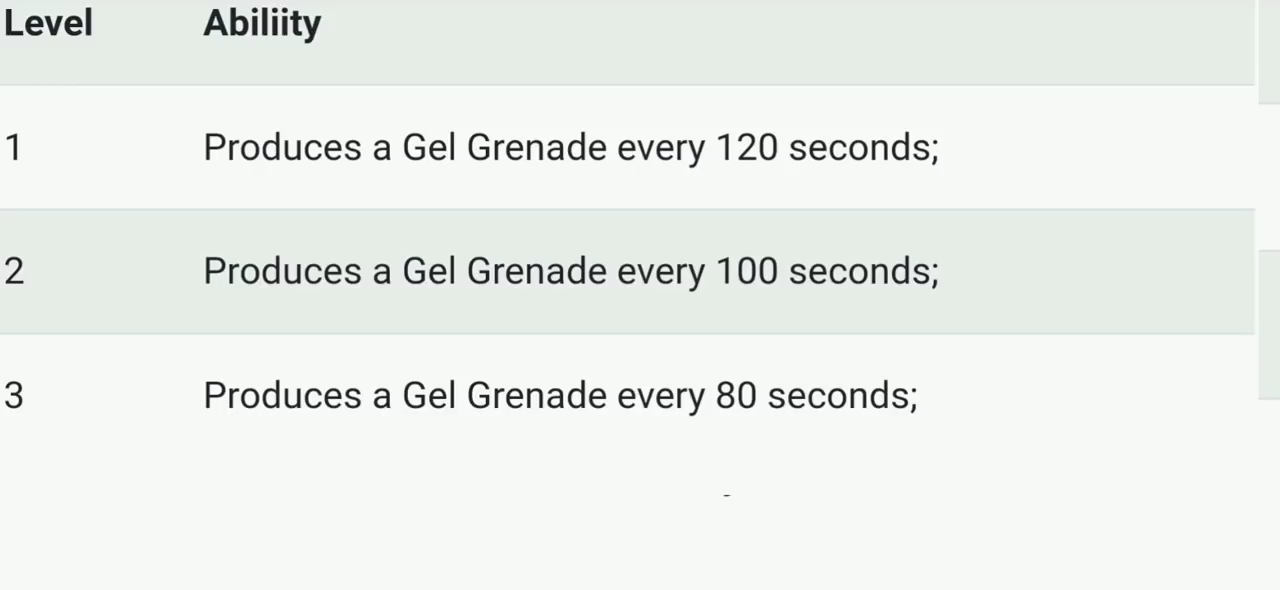 Level Abiliity
1 Produces a Gel Grenade every 120 seconds;
2 Produces a Gel Grenade every 100 seconds;
3 Produces a Gel Grenade every 80 seconds;